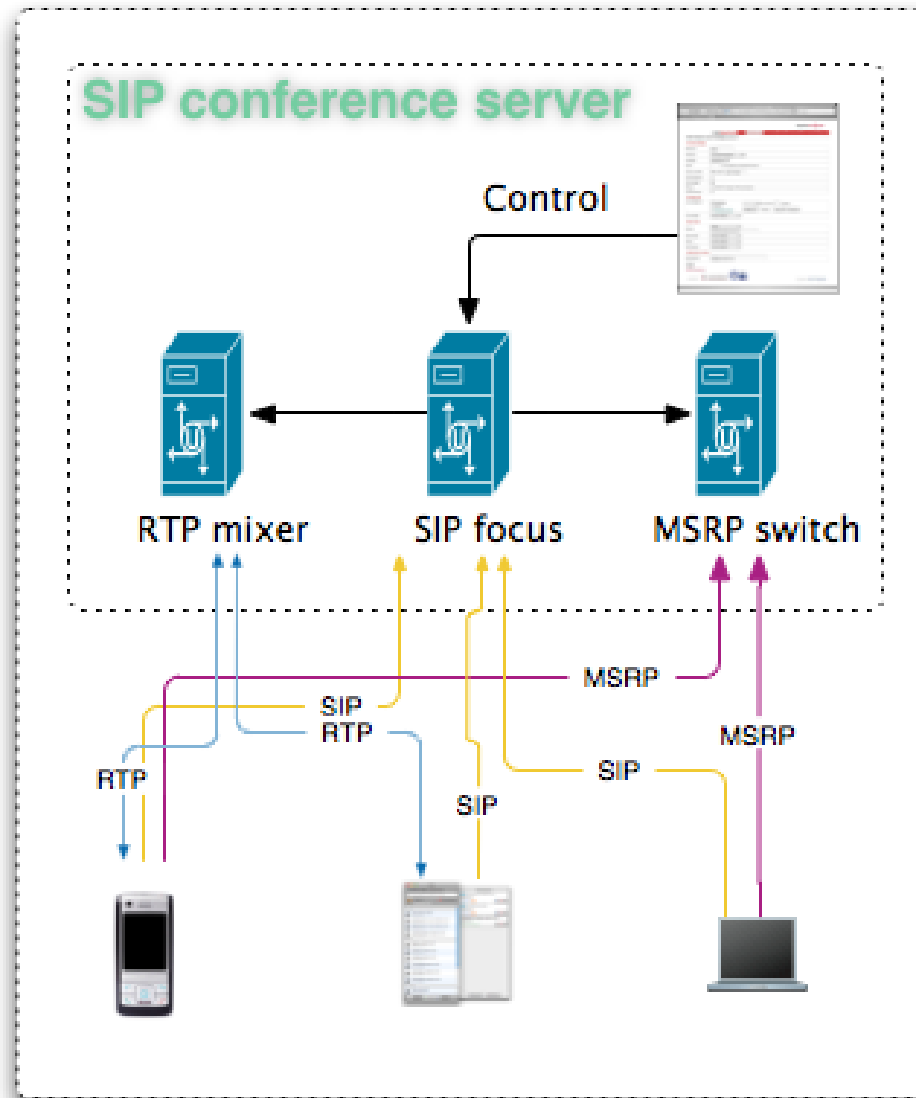 SIP conference server
Control
RTP mixer
SIP focus
MSRP switch
MSRP
SIP
RTP
MSRP
RTP
SIP
SIP